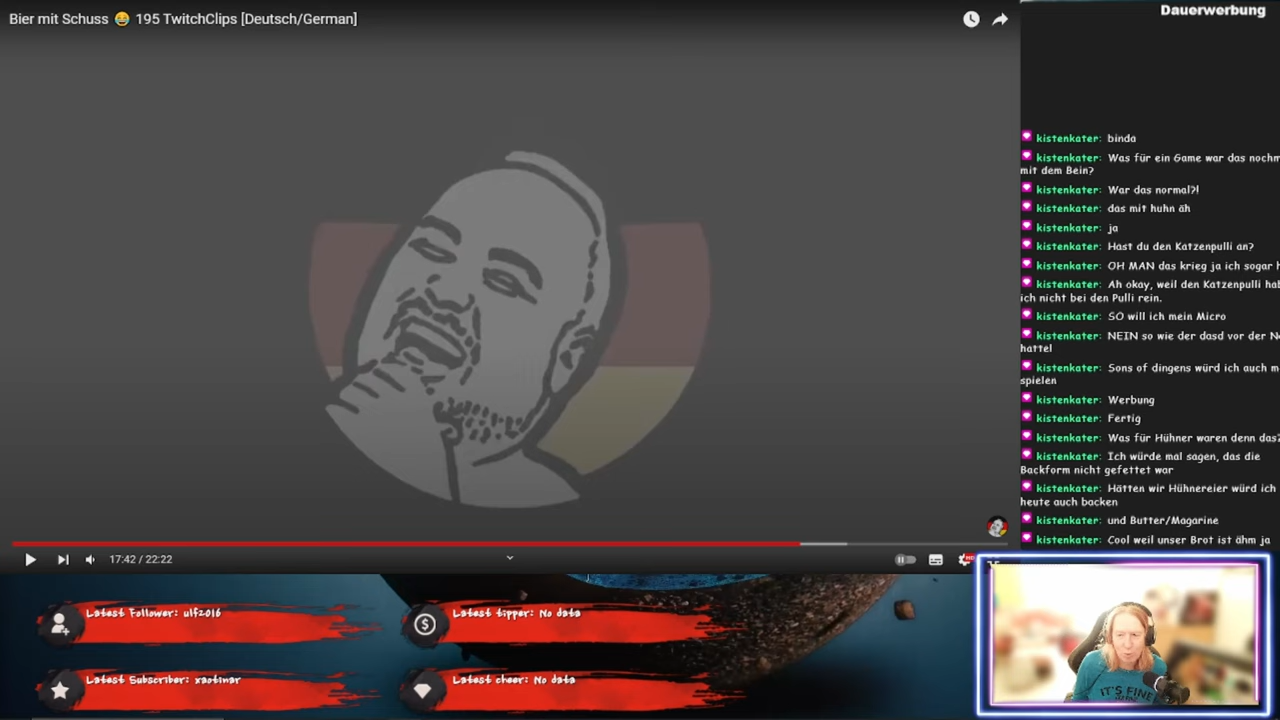 Bier mit Schuss 😂 195 TwitchClips [Deutsch/German]
Dauerwerbung
kistenkater: binda
kistenkater: Was für ein Game war das nochm
mit dem Bein?
kistenkater: War das normal?!
kistenkater: das mit huhn äh
kistenkater: ja
kistenkater: Hast du den Katzenpulli an?
kistenkater: OH MAN das krieg ja ich sogar h
kistenkater: Ah okay, weil den Katzenpulli hab
ich nicht bei den Pulli rein.
kistenkater: SO will ich mein Micro
kistenkater: NEIN so wie der dasd vor der N
hattel
kistenkater: Sons of dingens würd ich auch m
spielen
kistenkater: Werbung
kistenkater: Fertig
kistenkater: Was für Hühner waren denn das?
kistenkater: Ich würde mal sagen, das die
Backform nicht gefettet war
kistenkater: Hätten wir Hühnereier würd ich
heute auch backen
kistenkater: und Butter/Magarine
kistenkater: Cool weil unser Brot ist ähm ja
17:42 / 22:22
Latest Follower: ulf2016
Latest tipper: No data
Latest Subscriber: xaotinar
Latest cheer: No data
IT'S FINE